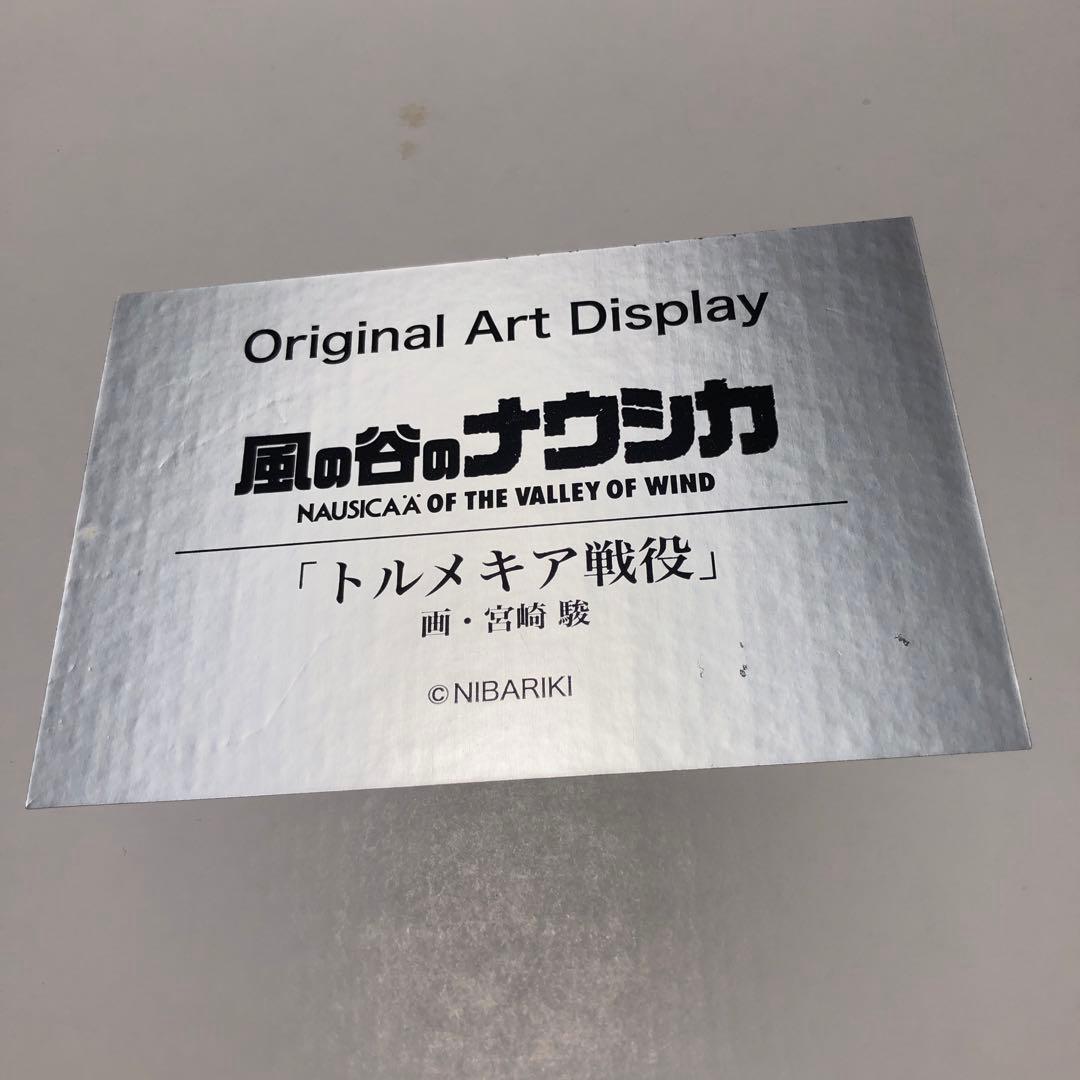 Original Art Display
風の谷のナウシカ
NAUSICAÄ OF THE VALLEY OF WIND
「トルメキア戦役」
画・宮崎 駿
©NIBARIKI